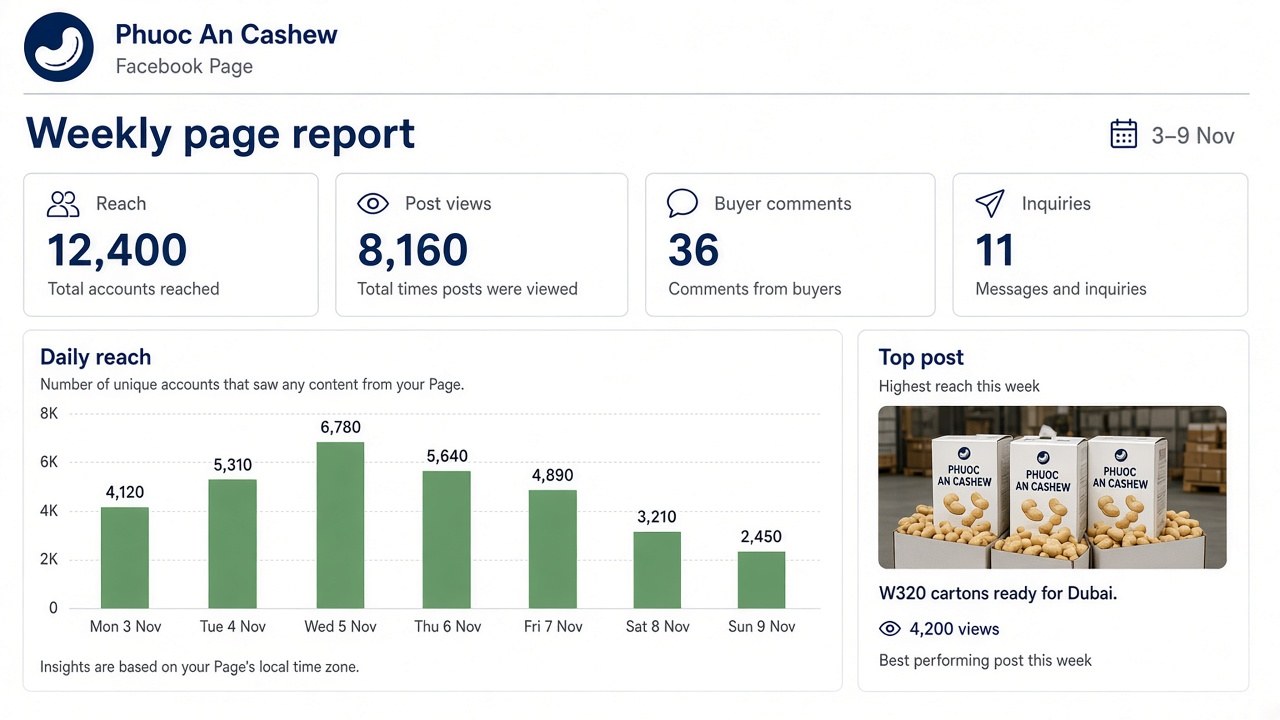 Phuoc An Cashew
Facebook Page
Weekly page report
3–9 Nov
Reach
12,400
Total accounts reached
Post views
8,160
Total times posts were viewed
Buyer comments
36
Comments from buyers
Inquiries
11
Messages and inquiries
Daily reach
Number of unique accounts that saw any content from your Page.
8K
6K
4K
2K
0
4,120
5,310
6,780
5,640
4,890
3,210
2,450
Mon 3 Nov
Tue 4 Nov
Wed 5 Nov
Thu 6 Nov
Fri 7 Nov
Sat 8 Nov
Sun 9 Nov
Insights are based on your Page's local time zone.
Top post
Highest reach this week
PHUOC
AN CASHEW
PHUOC
AN CASHEW
PHUOC
AN CASHEW
W320 cartons ready for Dubai.
4,200 views
Best performing post this week